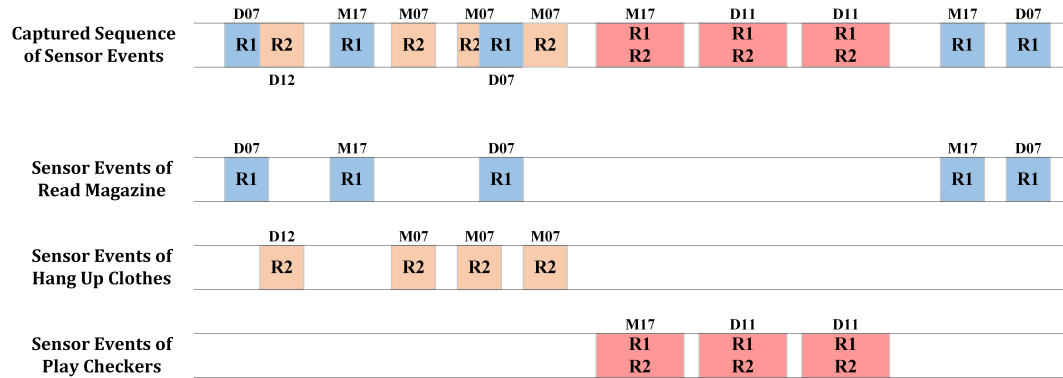 D07 M17 M07 M07 M07 M17 D11 D11 M17 D07
Captured Sequence
of Sensor Events
R1 R2 R1 R2 R2 R1 R2 R1 R1 R1 R1 R1
R2 R2 R2
D12 D07
D07 M17 D07 M17 D07
Sensor Events of
Read Magazine
R1 R1 R1 R1 R1
D12 M07 M07 M07
Sensor Events of
Hang Up Clothes
R2 R2 R2 R2
M17 D11 D11
Sensor Events of
Play Checkers
R1 R1 R1
R2 R2 R2